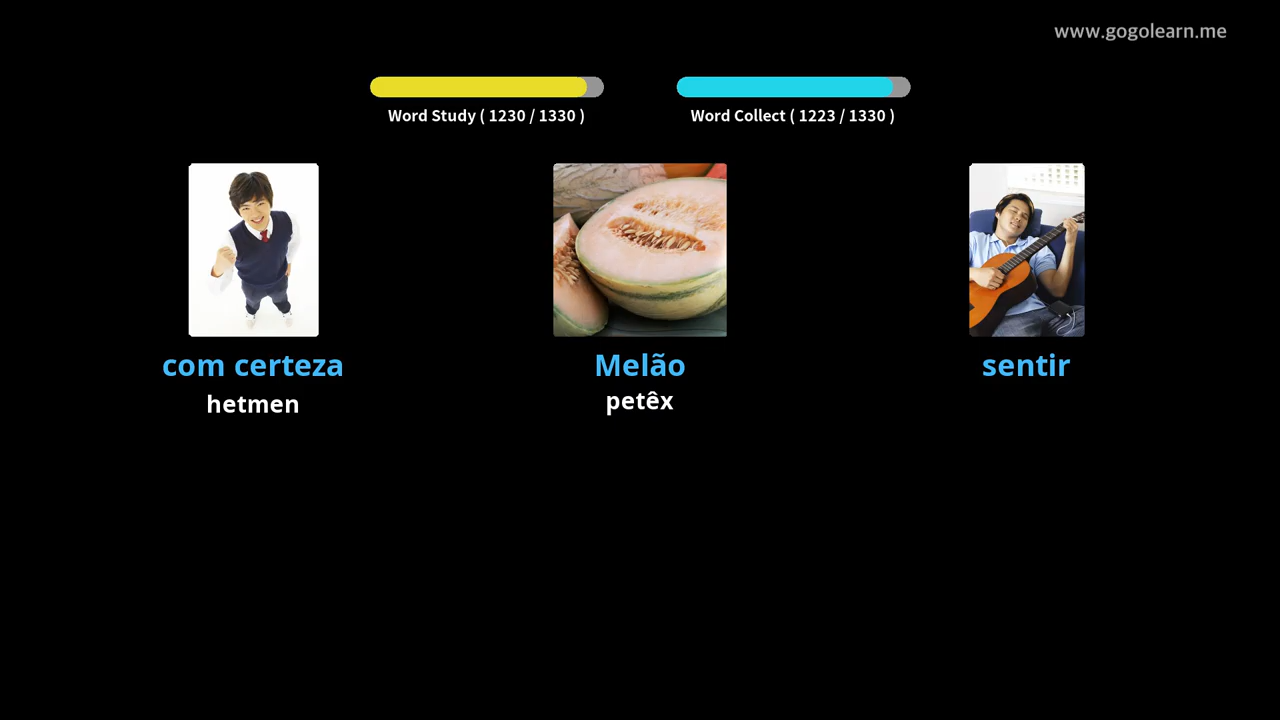 www.gogolearn.me
Word Study ( 1230 / 1330 )
Word Collect ( 1223 / 1330 )
com certeza
Melão
sentir
hetmen
petêx